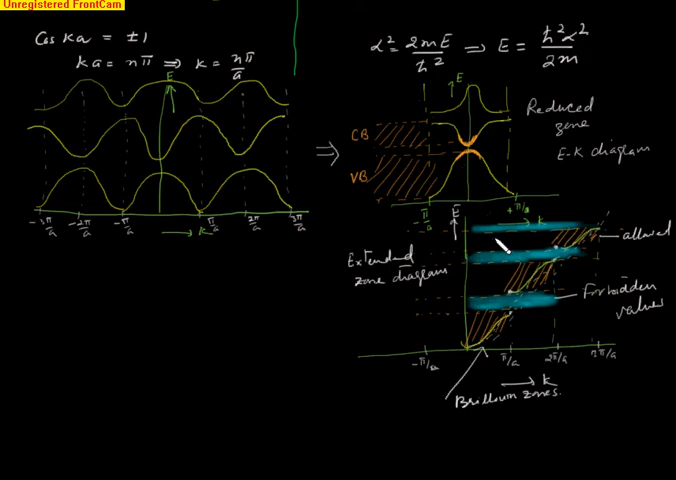 Unregistered FrontCam
Cos ka = ±1
ka = nπ ⇒ k = nπ/a
α² = 2mE/ħ² ⇒ E = ħ²α²/2m
E
E
Reduced
zone
E-k diagram
CB
⇒
VB
-3π/a -2π/a -π/a π/a 2π/a 3π/a
→ k
-π/a +π/a
→ k
E
Extended
zone diagram
allowed
Forbidden
values
-π/a π/a 2π/a 3π/a
→ k
Brillouin zones.